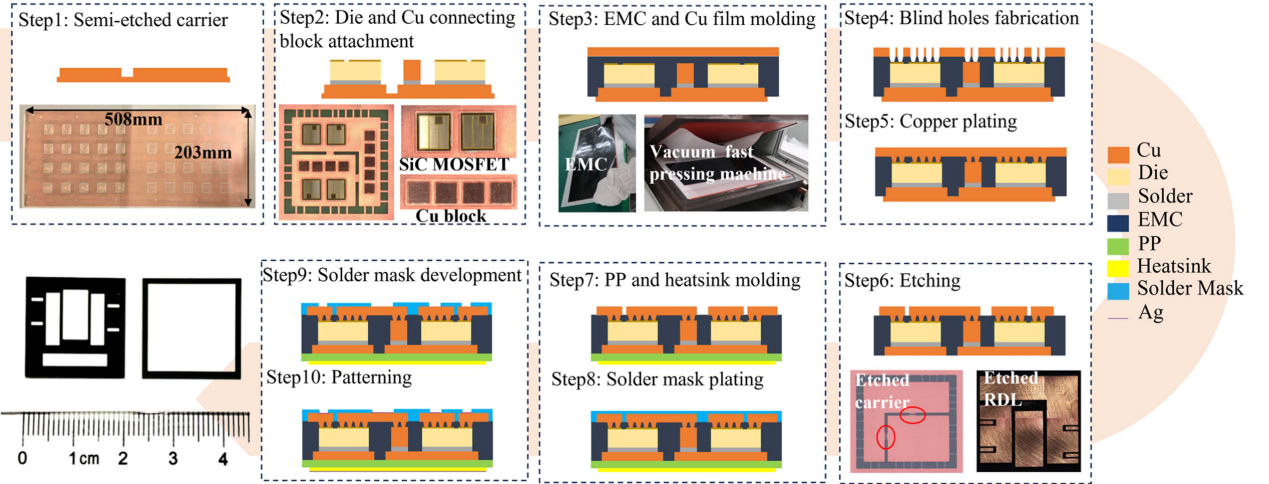 Step1: Semi-etched carrier
508mm
203mm
Step2: Die and Cu connecting
block attachment
SiC MOSFET
Cu block
Step3: EMC and Cu film molding
EMC
Vacuum fast
pressing machine
Step4: Blind holes fabrication
Step5: Copper plating
Cu
Die
Solder
EMC
PP
Heatsink
Solder Mask
Ag
Step6: Etching
Etched
carrier
Etched
RDL
Step7: PP and heatsink molding
Step8: Solder mask plating
Step9: Solder mask development
Step10: Patterning
0 1cm 2 3 4